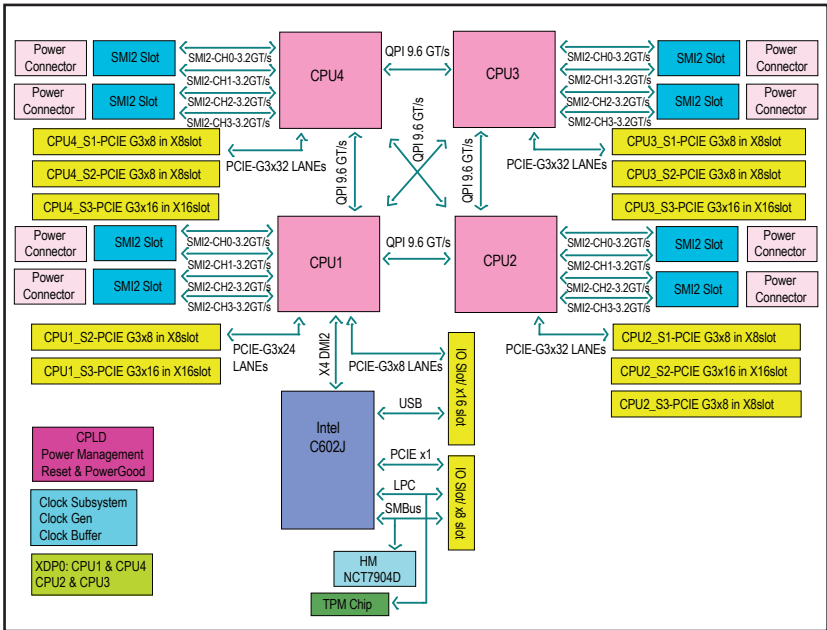 Power
Connector
SMI2 Slot
SMI2-CH0-3.2GT/s
SMI2-CH1-3.2GT/s
Power
Connector
SMI2 Slot
SMI2-CH2-3.2GT/s
SMI2-CH3-3.2GT/s
CPU4
QPI 9.6 GT/s
CPU3
SMI2-CH0-3.2GT/s
SMI2-CH1-3.2GT/s
SMI2-CH2-3.2GT/s
SMI2-CH3-3.2GT/s
SMI2 Slot
Power
Connector
SMI2 Slot
Power
Connector
CPU4_S1-PCIE G3x8 in X8slot
CPU4_S2-PCIE G3x8 in X8slot
CPU4_S3-PCIE G3x16 in X16slot
PCIE-G3x32 LANEs
QPI 9.6 GT/s
QPI 9.6 GT/s
QPI 9.6 GT/s
PCIE-G3x32 LANEs
CPU3_S1-PCIE G3x8 in X8slot
CPU3_S2-PCIE G3x8 in X8slot
CPU3_S3-PCIE G3x16 in X16slot
Power
Connector
SMI2 Slot
SMI2-CH0-3.2GT/s
SMI2-CH1-3.2GT/s
Power
Connector
SMI2 Slot
SMI2-CH2-3.2GT/s
SMI2-CH3-3.2GT/s
CPU1
QPI 9.6 GT/s
CPU2
SMI2-CH0-3.2GT/s
SMI2-CH1-3.2GT/s
SMI2-CH2-3.2GT/s
SMI2-CH3-3.2GT/s
SMI2 Slot
Power
Connector
SMI2 Slot
Power
Connector
CPU1_S2-PCIE G3x8 in X8slot
CPU1_S3-PCIE G3x16 in X16slot
PCIE-G3x24
LANEs
X4 DMI2
PCIE-G3x8 LANEs
IO Slot/ x16 slot
PCIE-G3x32 LANEs
CPU2_S1-PCIE G3x8 in X8slot
CPU2_S2-PCIE G3x16 in X16slot
CPU2_S3-PCIE G3x8 in X8slot
Intel
C602J
USB
PCIE x1
LPC
SMBus
IO Slot/ x8 slot
HM
NCT7904D
TPM Chip
CPLD
Power Management
Reset & PowerGood
Clock Subsystem
Clock Gen
Clock Buffer
XDP0: CPU1 & CPU4
CPU2 & CPU3